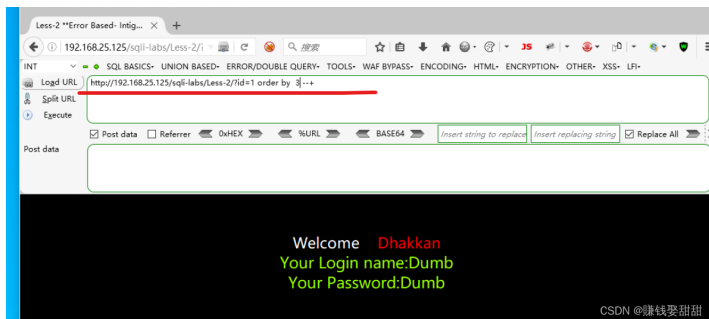 Less-2 **Error Based- Intig... × +
192.168.25.125/sqli-labs/Less-2/? 搜索
INT SQL BASICS- UNION BASED- ERROR/DOUBLE QUERY- TOOLS- WAF BYPASS- ENCODING- HTML- ENCRYPTION- OTHER- XSS- LFI-
Load URL http://192.168.25.125/sqli-labs/Less-2/?id=1 order by 3 --+
Split URL
Execute
Post data Referrer 0xHEX %URL BASE64 Insert string to replace Insert replacing string Replace All
Post data
Welcome Dhakkan
Your Login name:Dumb
Your Password:Dumb
CSDN @賺钱娶甜甜